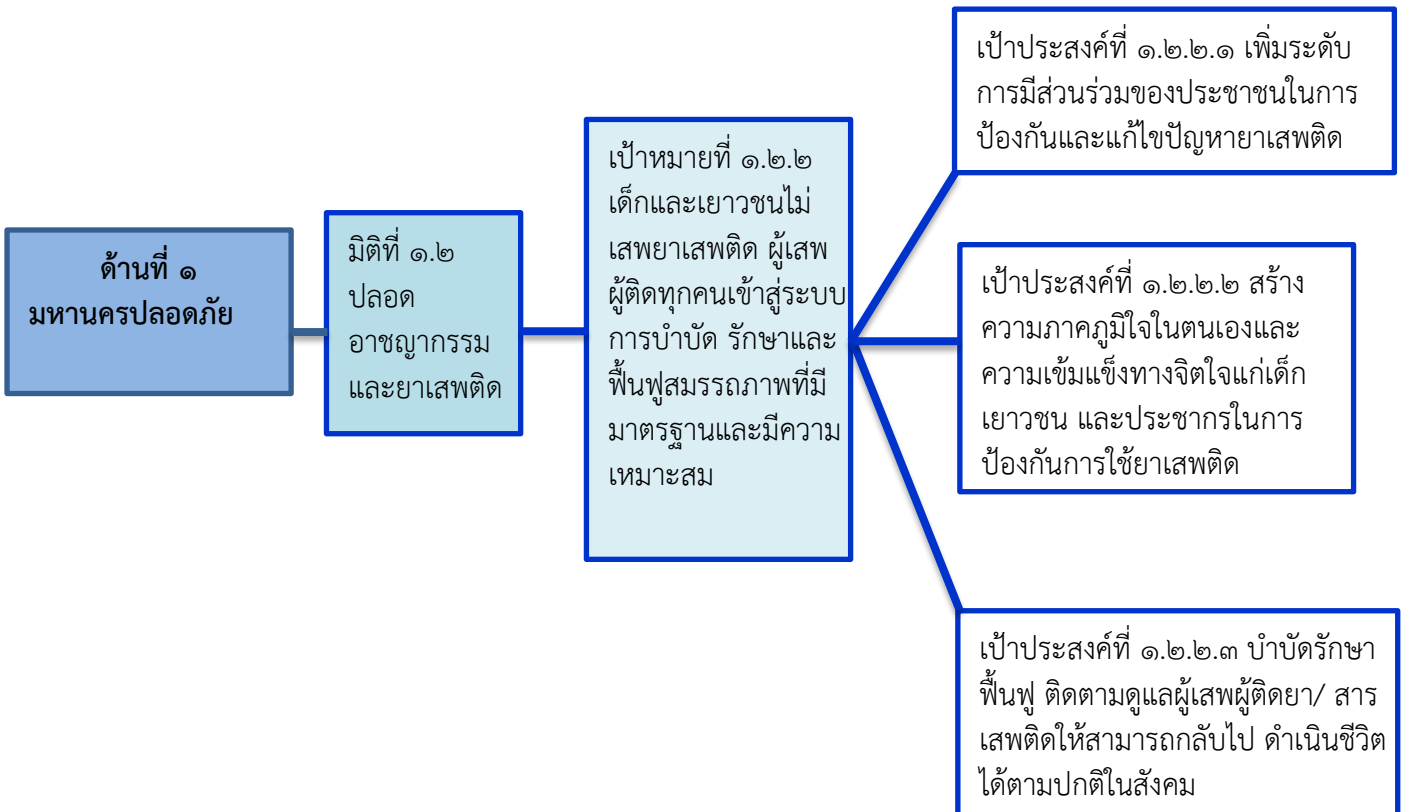 ด้านที่ ๑
มหานครปลอดภัย
มิติที่ ๑.๒
ปลอด
อาชญากรรม
และยาเสพติด
เป้าหมายที่ ๑.๒.๒
เด็กและเยาวชนไม่
เสพยาเสพติด ผู้เสพ
ผู้ติดทุกคนเข้าสู่ระบบ
การบำบัด รักษาและ
ฟื้นฟูสมรรถภาพที่มี
มาตรฐานและมีความ
เหมาะสม
เป้าประสงค์ที่ ๑.๒.๒.๑ เพิ่มระดับ
การมีส่วนร่วมของประชาชนในการ
ป้องกันและแก้ไขปัญหายาเสพติด
เป้าประสงค์ที่ ๑.๒.๒.๒ สร้าง
ความภาคภูมิใจในตนเองและ
ความเข้มแข็งทางจิตใจแก่เด็ก
เยาวชน และประชากรในการ
ป้องกันการใช้ยาเสพติด
เป้าประสงค์ที่ ๑.๒.๒.๓ บำบัดรักษา
ฟื้นฟู ติดตามดูแลผู้เสพผู้ติดยา/ สาร
เสพติดให้สามารถกลับไป ดำเนินชีวิต
ได้ตามปกติในสังคม